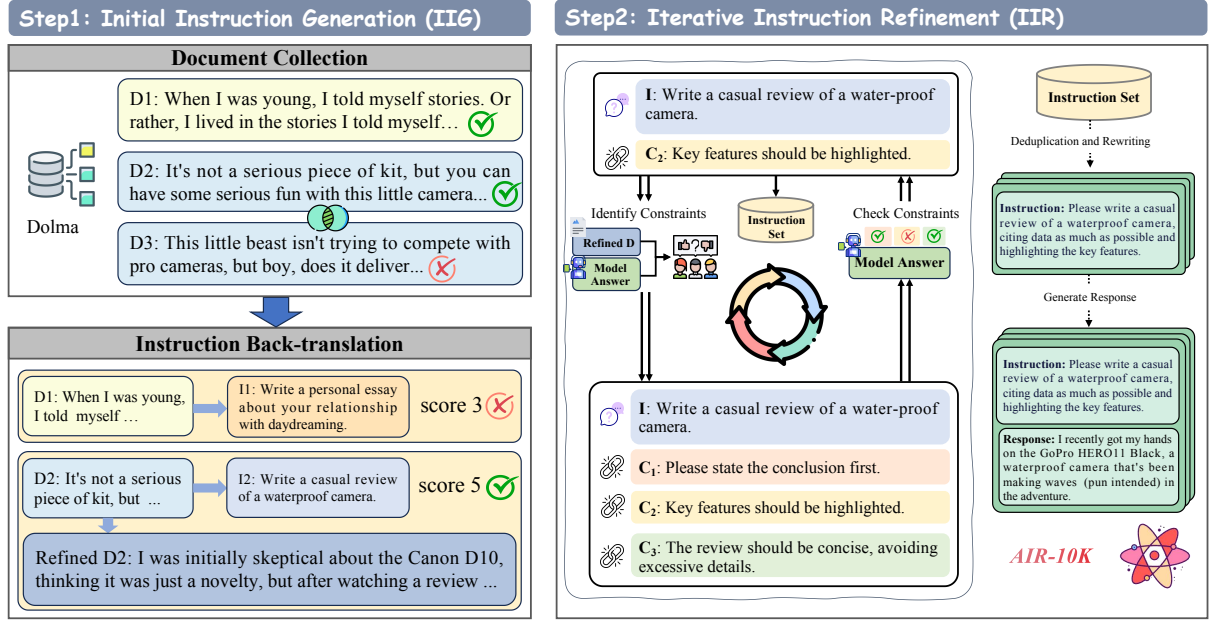 Step1: Initial Instruction Generation (IIG)
Document Collection
Dolma
D1: When I was young, I told myself stories. Or
rather, I lived in the stories I told myself…
D2: It's not a serious piece of kit, but you can
have some serious fun with this little camera...
D3: This little beast isn't trying to compete with
pro cameras, but boy, does it deliver...
Instruction Back-translation
D1: When I was young,
I told myself …
I1: Write a personal essay
about your relationship
with daydreaming.
score 3
D2: It's not a serious
piece of kit, but ...
I2: Write a casual review
of a waterproof camera.
score 5
Refined D2: I was initially skeptical about the Canon D10,
thinking it was just a novelty, but after watching a review ...
Step2: Iterative Instruction Refinement (IIR)
I: Write a casual review of a water-proof
camera.
C2: Key features should be highlighted.
Identify Constraints
Refined D
Model
Answer
Instruction
Set
Check Constraints
Model Answer
I: Write a casual review of a water-proof
camera.
C1: Please state the conclusion first.
C2: Key features should be highlighted.
C3: The review should be concise, avoiding
excessive details.
Instruction Set
Deduplication and Rewriting
Instruction: Please write a casual
review of a waterproof camera,
citing data as much as possible and
highlighting the key features.
Generate Response
Instruction: Please write a casual
review of a waterproof camera,
citing data as much as possible and
highlighting the key features.
Response: I recently got my hands
on the GoPro HERO11 Black, a
waterproof camera that's been
making waves (pun intended) in
the adventure.
AIR-10K